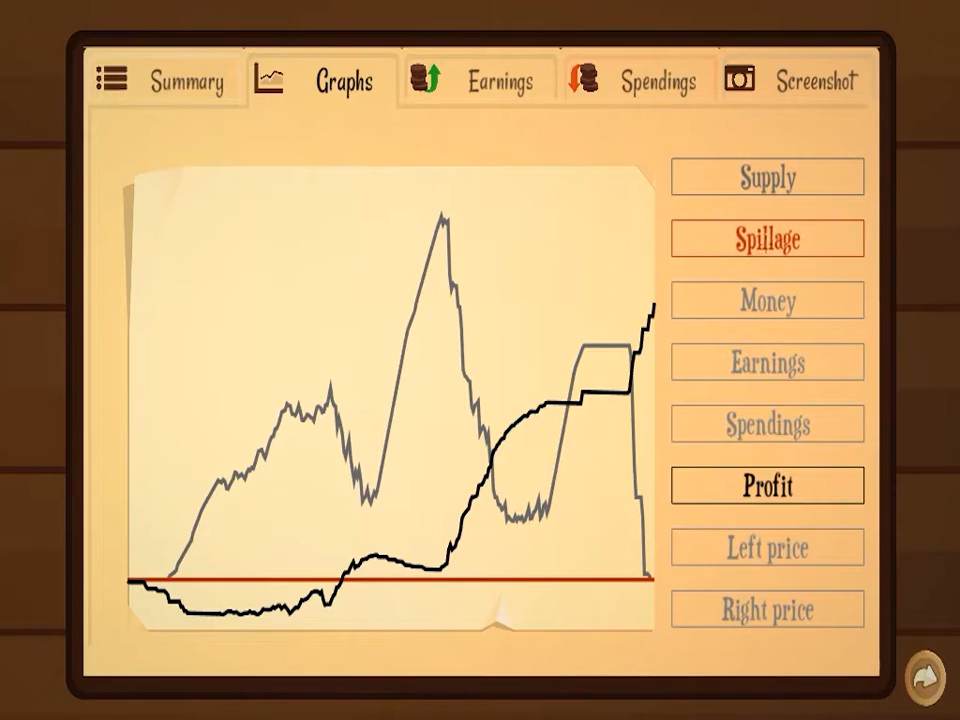 Summary
Graphs
Earnings
Spendings
Screenshot
Supply
Spillage
Money
Earnings
Spendings
Profit
Left price
Right price